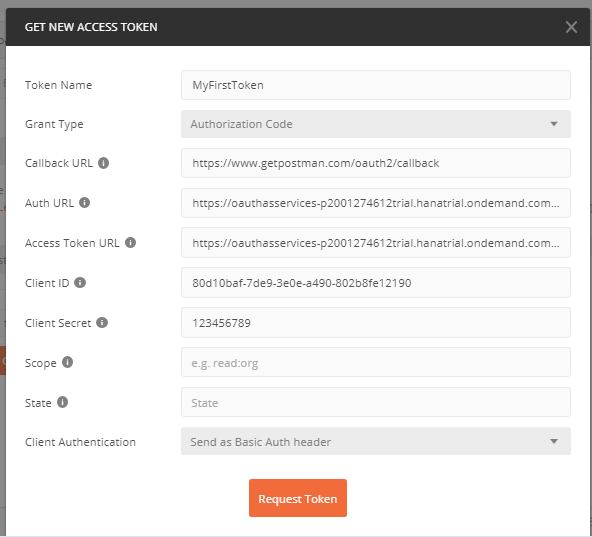 GET NEW ACCESS TOKEN
Token Name MyFirstToken
Grant Type Authorization Code
Callback URL https://www.getpostman.com/oauth2/callback
Auth URL https://oauthasservices-p2001274612trial.hanatrial.ondemand.com...
Access Token URL https://oauthasservices-p2001274612trial.hanatrial.ondemand.com...
Client ID 80d10baf-7de9-3e0e-a490-802b8fe12190
Client Secret 123456789
Scope e.g. read:org
State State
Client Authentication Send as Basic Auth header
Request Token